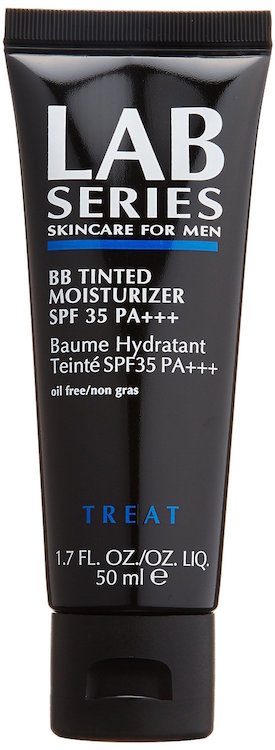 LAB
SERIES
SKINCARE FOR MEN
BB TINTED
MOISTURIZER
SPF 35 PA+++
Baume Hydratant
Teinté SPF35 PA+++
oil free/non gras
TREAT
1.7 FL. OZ./OZ. LIQ.
50 ml ℮